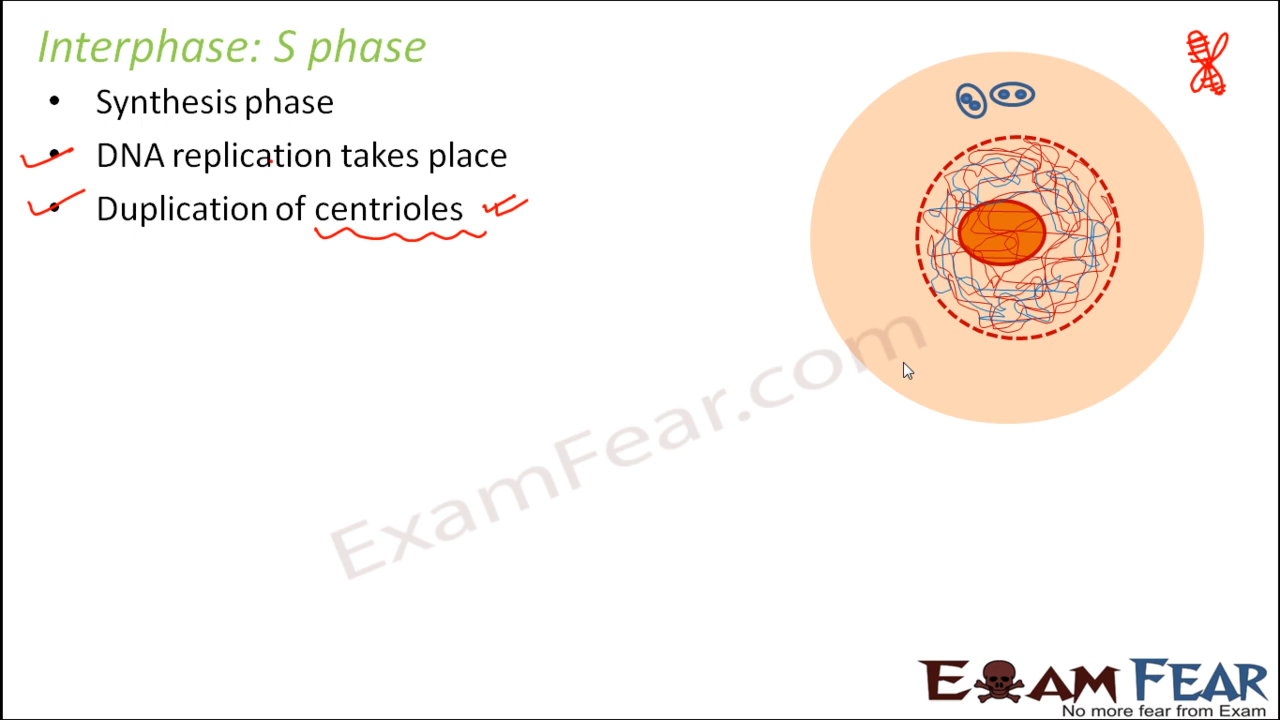 Interphase: S phase
• Synthesis phase
• DNA replication takes place
• Duplication of centrioles
ExamFear.com
EXAM FEAR
No more fear from Exam